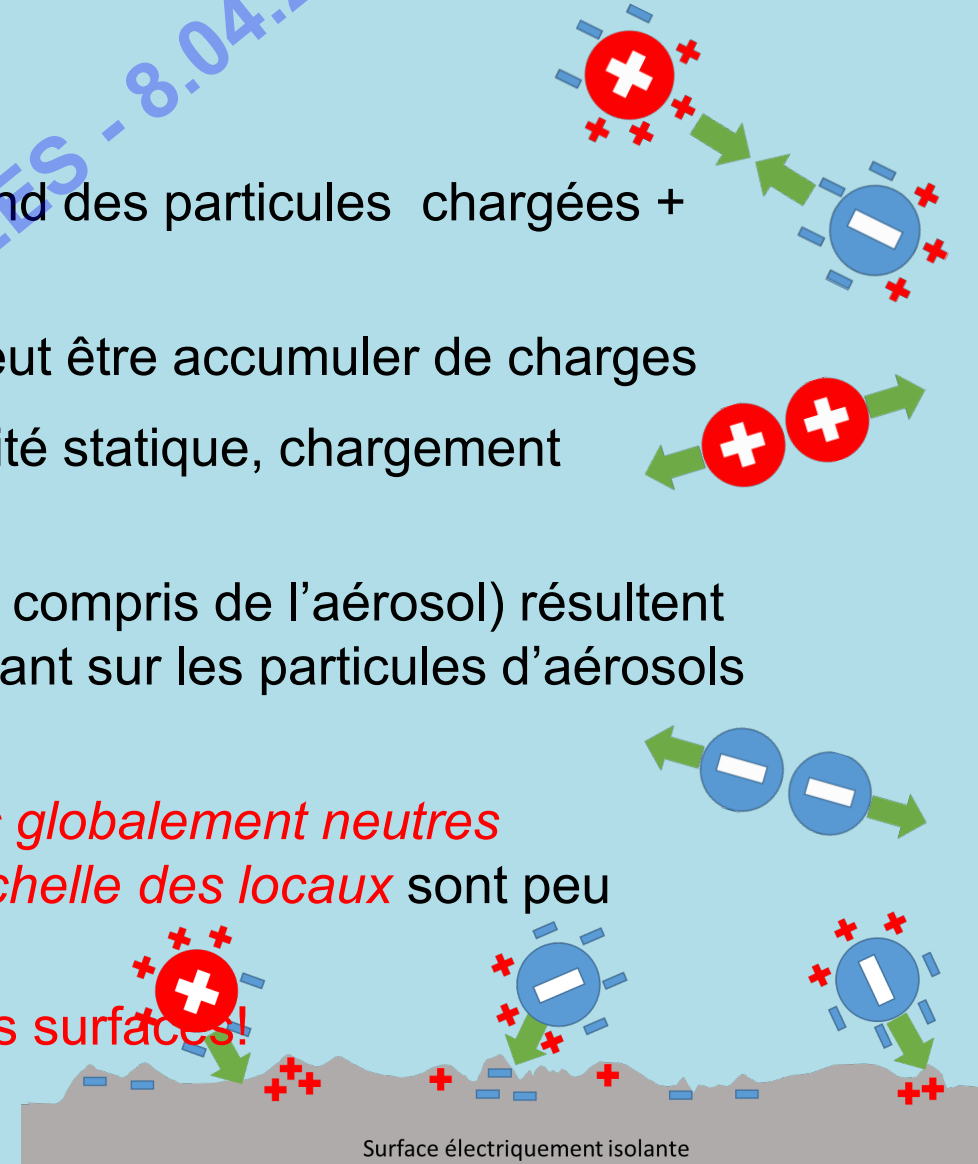 ES - 8.04.
nd des particules chargées +
eut être accumuler de charges
ité statique, chargement
compris de l’aérosol) résultent
ant sur les particules d’aérosols
globalement neutres
chelle des locaux sont peu
s surfaces!
Surface électriquement isolante